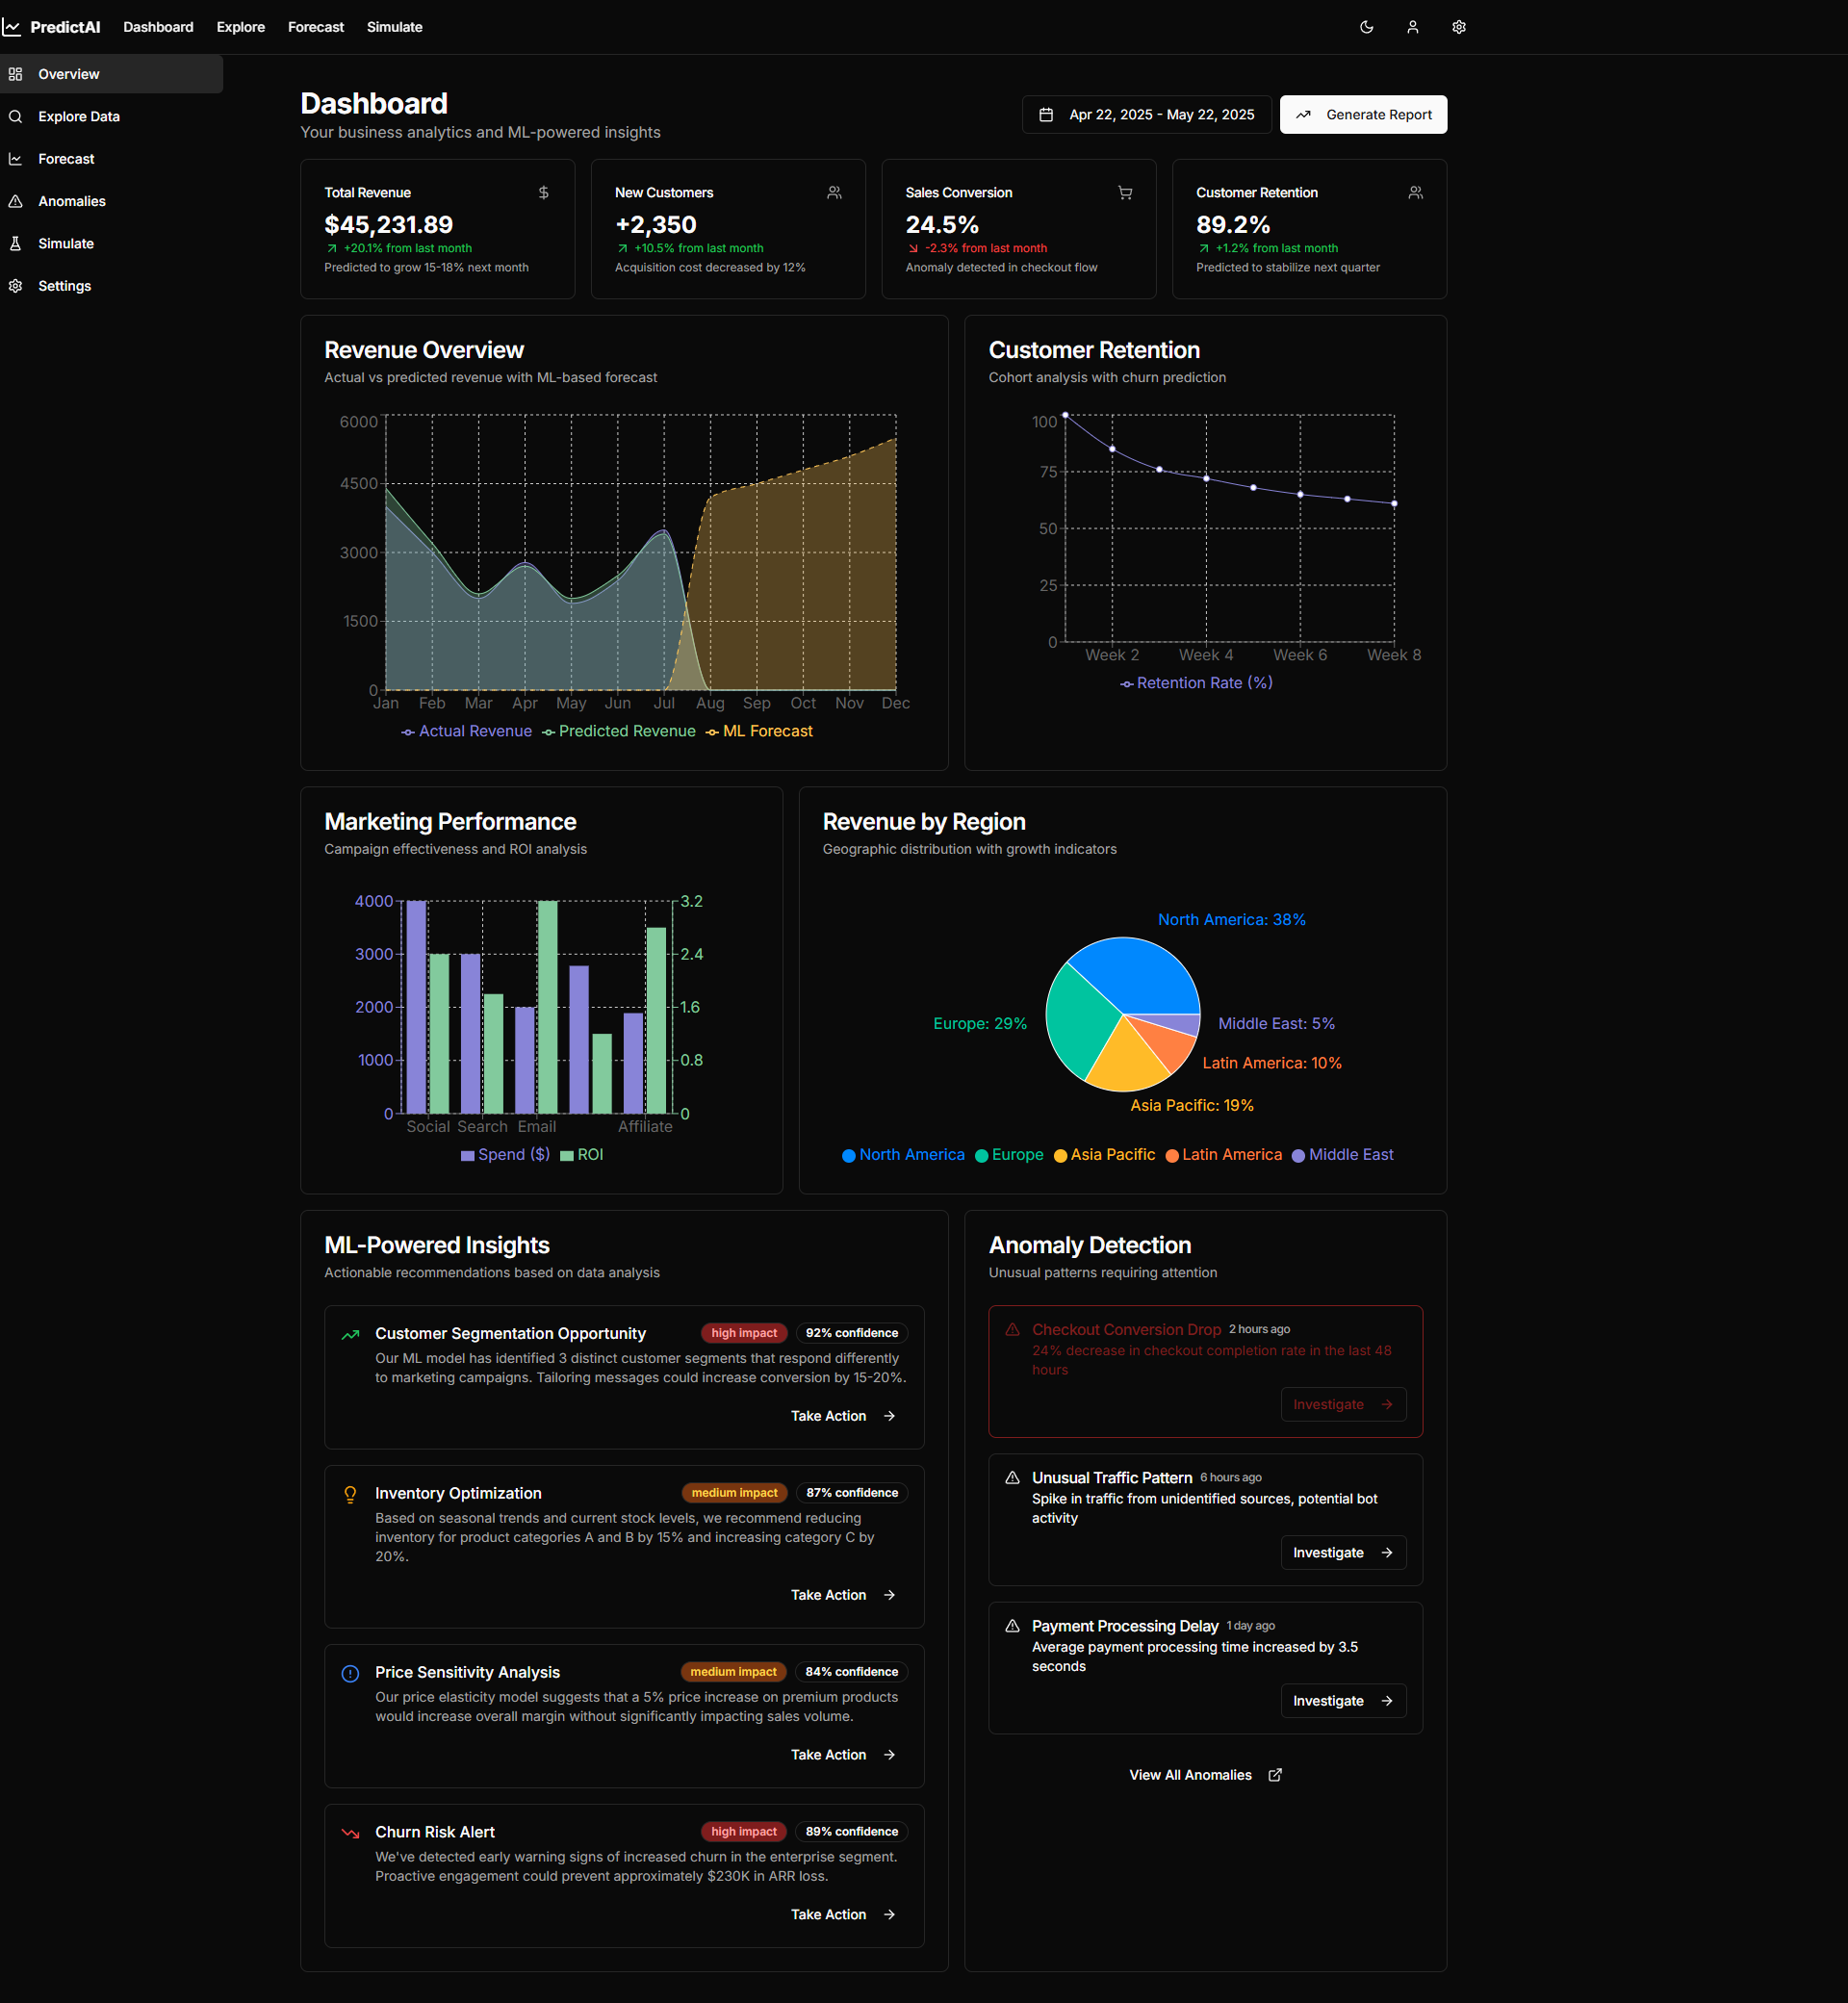 PredictAI Dashboard Explore Forecast Simulate
Overview
Explore Data
Forecast
Anomalies
Simulate
Settings
Dashboard
Your business analytics and ML-powered insights
Apr 22, 2025 - May 22, 2025
Generate Report
Total Revenue
$45,231.89
+20.1% from last month
Predicted to grow 15-18% next month
New Customers
+2,350
+10.5% from last month
Acquisition cost decreased by 12%
Sales Conversion
24.5%
-2.3% from last month
Anomaly detected in checkout flow
Customer Retention
89.2%
+1.2% from last month
Predicted to stabilize next quarter
Revenue Overview
Actual vs predicted revenue with ML-based forecast
6000
4500
3000
1500
0
Jan Feb Mar Apr May Jun Jul Aug Sep Oct Nov Dec
Actual Revenue Predicted Revenue ML Forecast
Customer Retention
Cohort analysis with churn prediction
100
75
50
25
0
Week 2 Week 4 Week 6 Week 8
Retention Rate (%)
Marketing Performance
Campaign effectiveness and ROI analysis
4000 3.2
3000 2.4
2000 1.6
1000 0.8
0 0
Social Search Email Affiliate
Spend ($) ROI
Revenue by Region
Geographic distribution with growth indicators
North America: 38%
Europe: 29%
Middle East: 5%
Latin America: 10%
Asia Pacific: 19%
North America Europe Asia Pacific Latin America Middle East
ML-Powered Insights
Actionable recommendations based on data analysis
Customer Segmentation Opportunity high impact 92% confidence
Our ML model has identified 3 distinct customer segments that respond differently
to marketing campaigns. Tailoring messages could increase conversion by 15-20%.
Take Action
Inventory Optimization medium impact 87% confidence
Based on seasonal trends and current stock levels, we recommend reducing
inventory for product categories A and B by 15% and increasing category C by
20%.
Take Action
Price Sensitivity Analysis medium impact 84% confidence
Our price elasticity model suggests that a 5% price increase on premium products
would increase overall margin without significantly impacting sales volume.
Take Action
Churn Risk Alert high impact 89% confidence
We've detected early warning signs of increased churn in the enterprise segment.
Proactive engagement could prevent approximately $230K in ARR loss.
Take Action
Anomaly Detection
Unusual patterns requiring attention
Checkout Conversion Drop 2 hours ago
24% decrease in checkout completion rate in the last 48
hours
Investigate
Unusual Traffic Pattern 6 hours ago
Spike in traffic from unidentified sources, potential bot
activity
Investigate
Payment Processing Delay 1 day ago
Average payment processing time increased by 3.5
seconds
Investigate
View All Anomalies